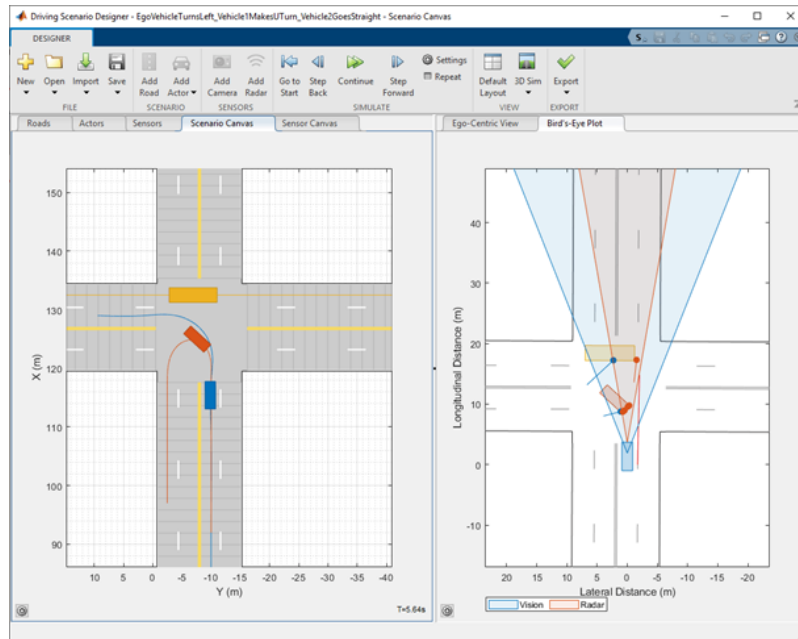 Driving Scenario Designer - EgoVehicleTurnsLeft_Vehicle1MakesUTurn_Vehicle2GoesStraight - Scenario Canvas
DESIGNER
New Open Import Save Add Road Add Actor Add Camera Add Radar Go to Start Step Back Continue Step Forward Settings Repeat Default Layout 3D Sim Export
FILE SCENARIO SENSORS SIMULATE VIEW EXPORT
Roads Actors Sensors Scenario Canvas Sensor Canvas Ego-Centric View Bird's-Eye Plot
150
140
130
120
110
100
90
X (m)
10 5 0 -5 -10 -15 -20 -25 -30 -35 -40
Y (m)
T=5.64s
40
30
20
10
0
-10
Longitudinal Distance (m)
20 15 10 5 0 -5 -10 -15 -20
Lateral Distance (m)
Vision Radar